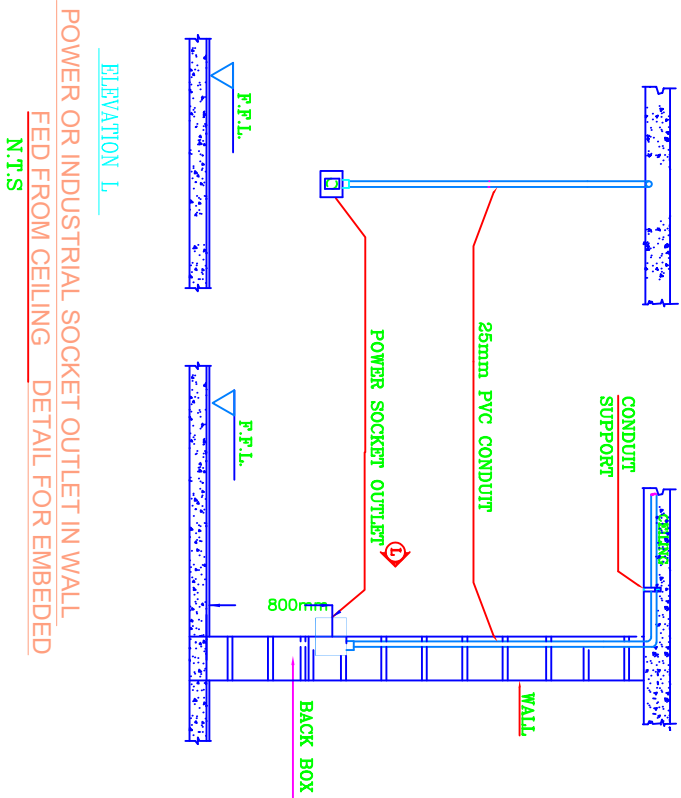 CONDUIT
SUPPORT
CEILING
25mm PVC CONDUIT
WALL
POWER SOCKET OUTLET
L
800mm
BACK BOX
F.F.L.
F.F.L.
ELEVATION L
POWER OR INDUSTRIAL SOCKET OUTLET IN WALL
FED FROM CEILING DETAIL FOR EMBEDED
N.T.S